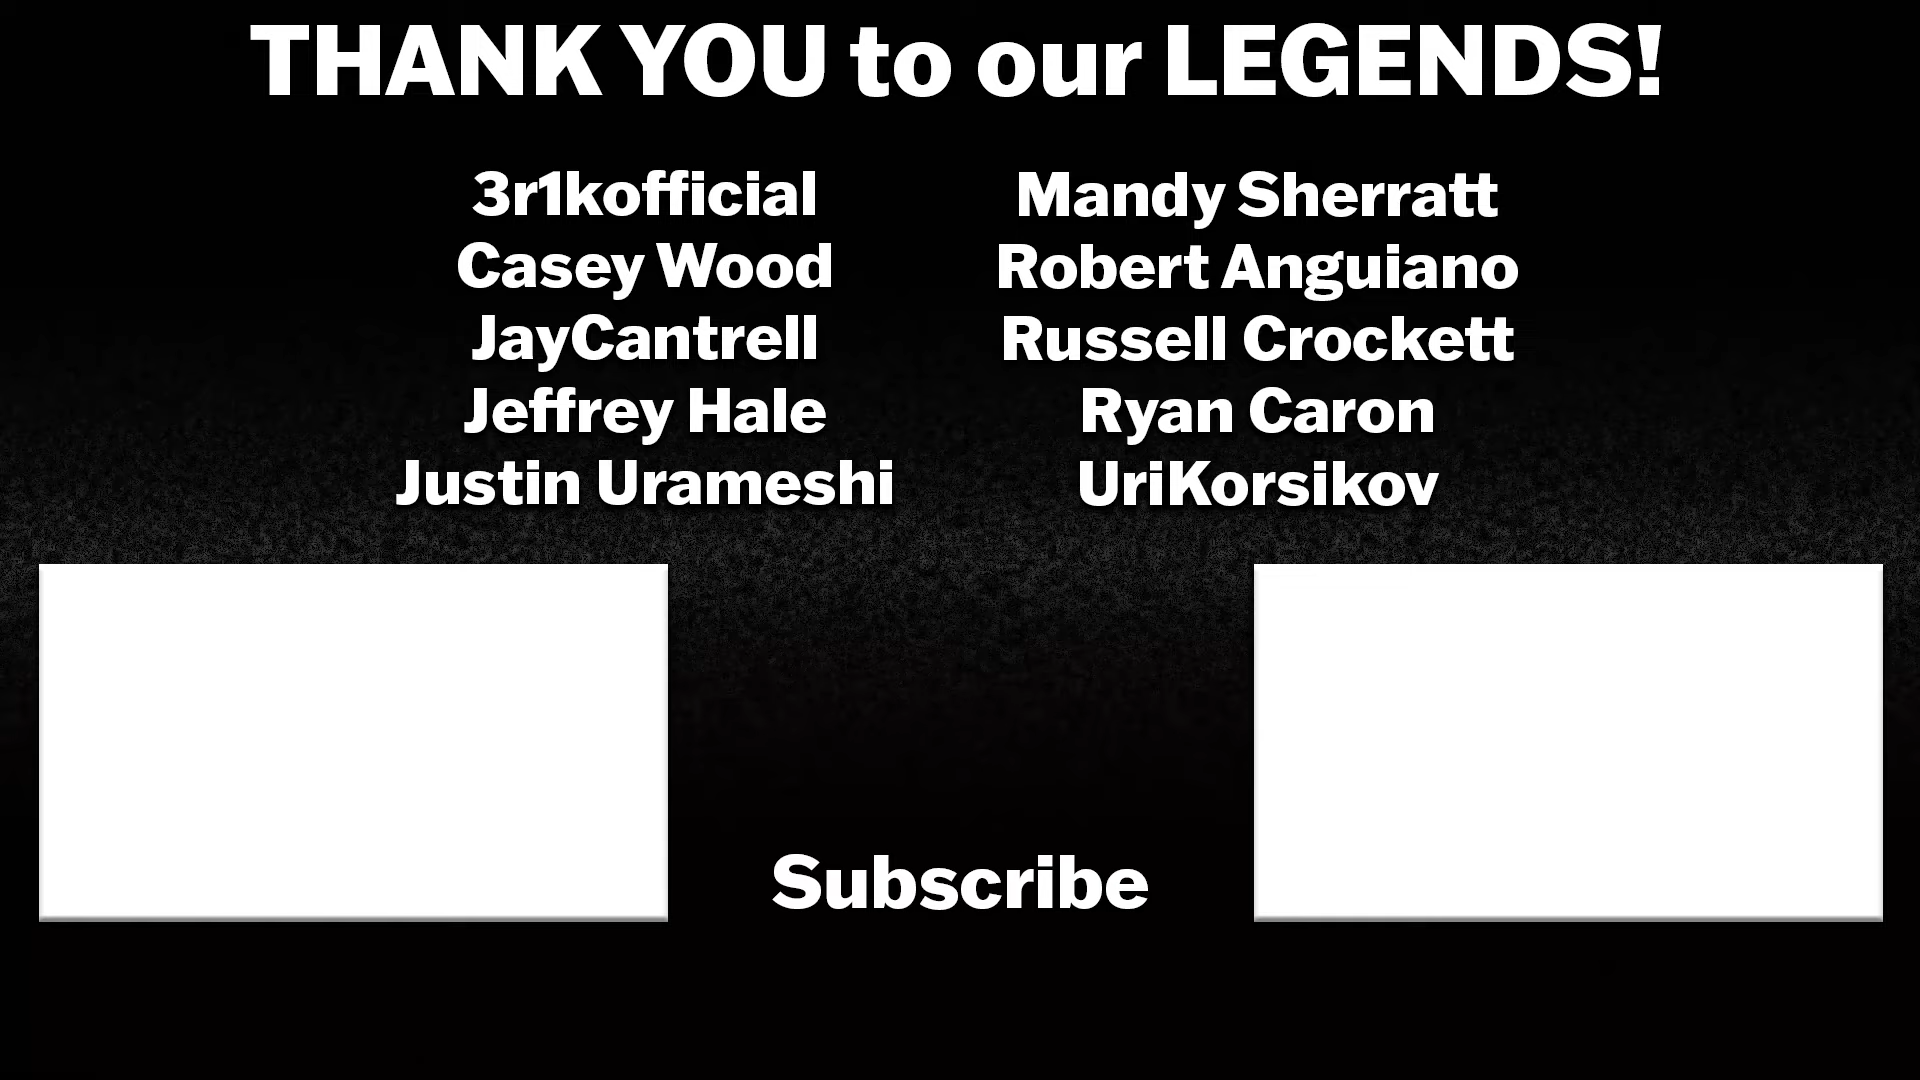 THANK YOU to our LEGENDS!
3r1kofficial
Casey Wood
JayCantrell
Jeffrey Hale
Justin Urameshi
Mandy Sherratt
Robert Anguiano
Russell Crockett
Ryan Caron
UriKorsikov
Subscribe